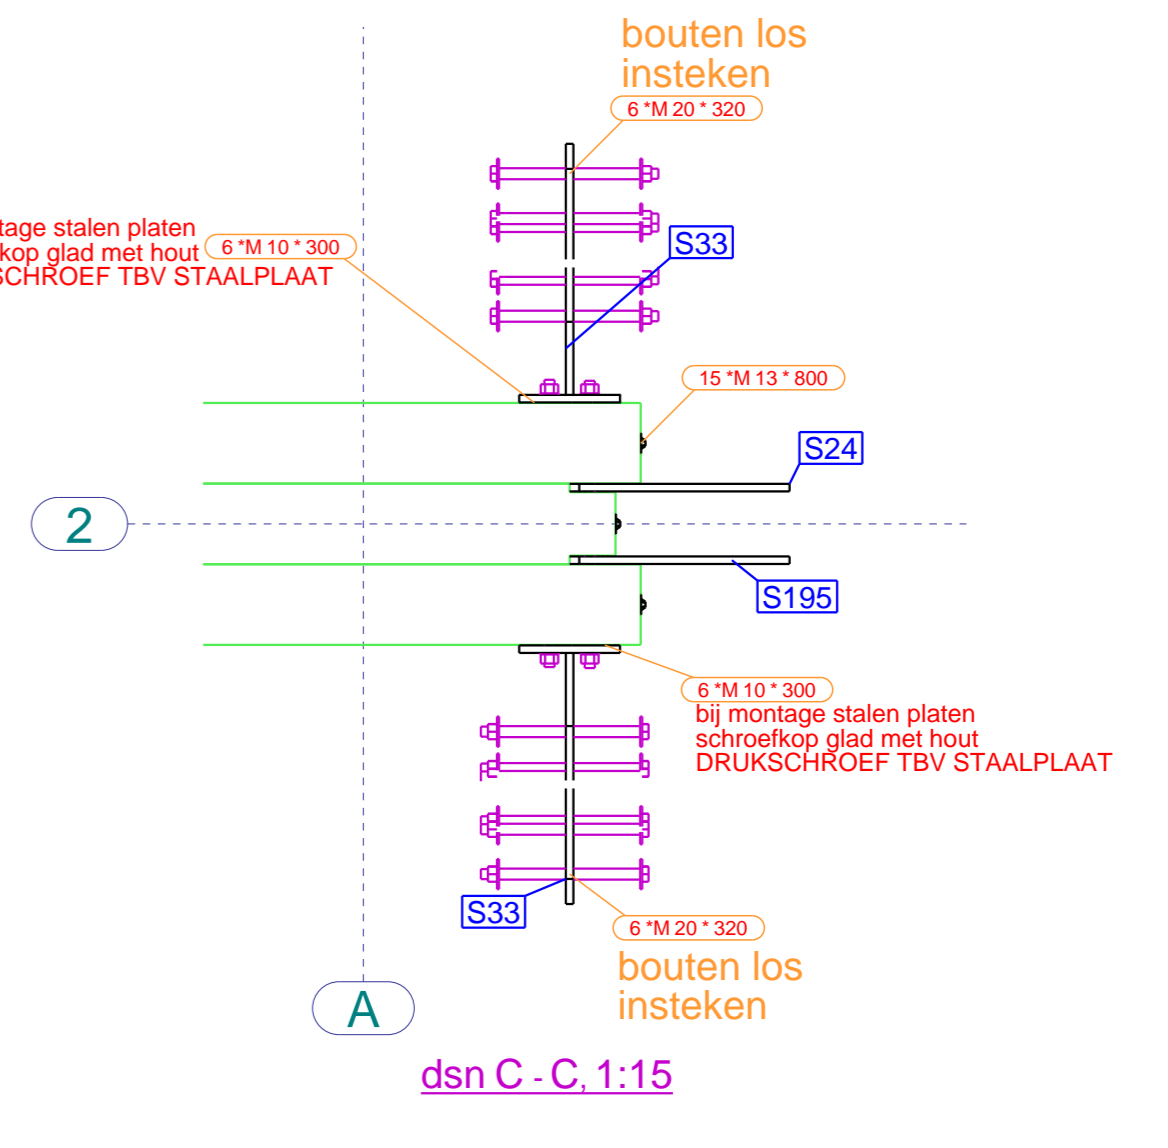 bouten los
insteken
6 *M 20 * 320
tage stalen platen
kop glad met hout
SCHROEF TBV STAALPLAAT
6 *M 10 * 300
S33
15 *M 13 * 800
S24
2
S195
6 *M 10 * 300
bij montage stalen platen
schroefkop glad met hout
DRUKSCHROEF TBV STAALPLAAT
S33
6 *M 20 * 320
bouten los
insteken
A
dsn C - C, 1:15